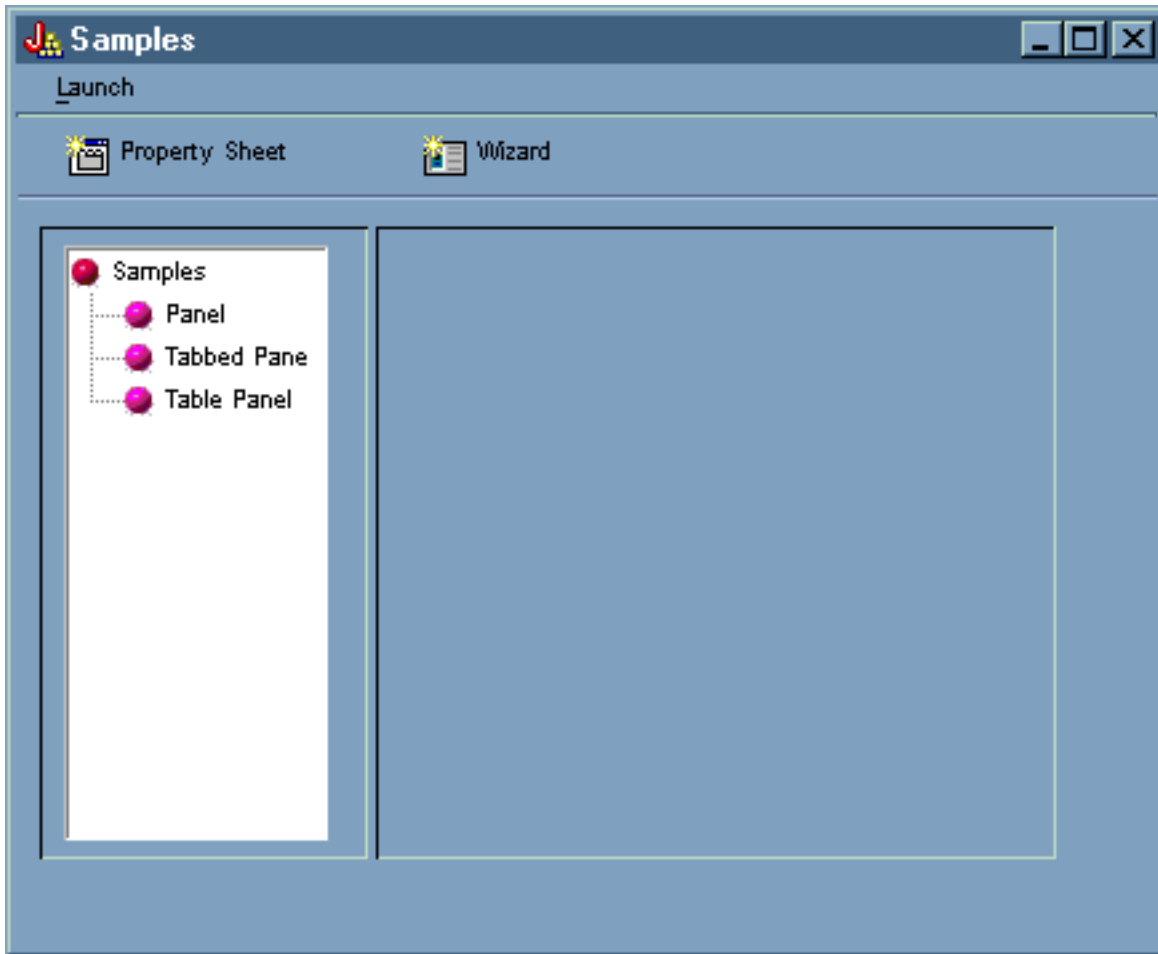 Samples
Launch
Property Sheet Wizard
Samples
Panel
Tabbed Pane
Table Panel